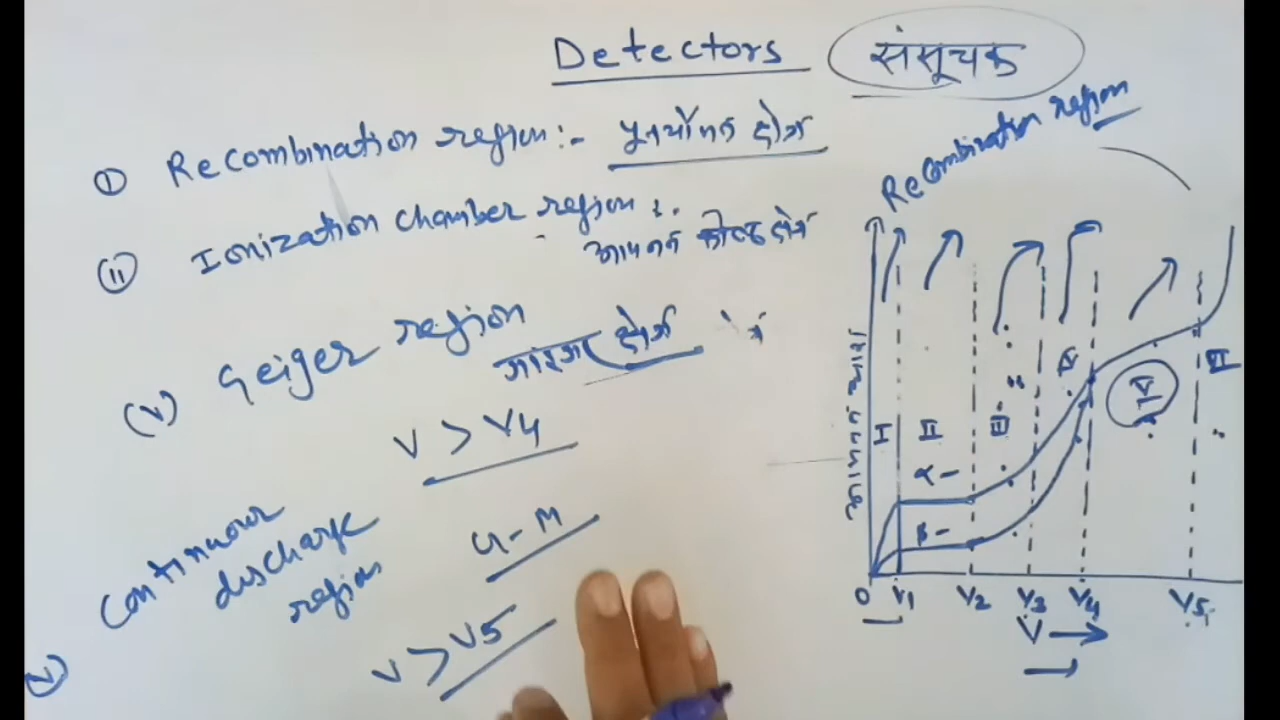 Detectors संसूचक
(i) Recombination region:- पुनर्योजन क्षेत्र
(ii) Ionization chamber region :.
आयनन कोष्ठ क्षेत्र
(v) Geiger region
गाइगर क्षेत्र
V > V4
G-M
Continuous
discharge
region
V > V5
Recombination region
I II III IV V VI
α-
β-
0 V1 V2 V3 V4 V5
V →